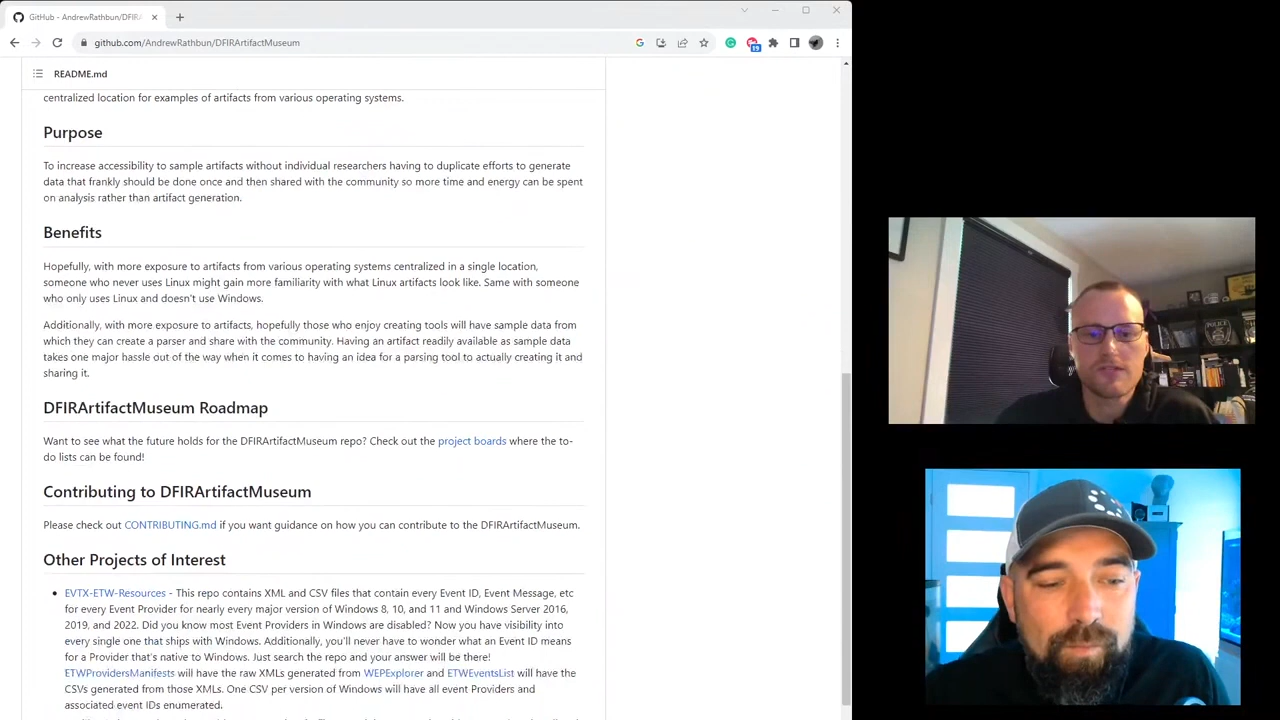 GitHub - AndrewRathbun/DFIRA
github.com/AndrewRathbun/DFIRArtifactMuseum
19
README.md
centralized location for examples of artifacts from various operating systems.
Purpose
To increase accessibility to sample artifacts without individual researchers having to duplicate efforts to generate
data that frankly should be done once and then shared with the community so more time and energy can be spent
on analysis rather than artifact generation.
Benefits
Hopefully, with more exposure to artifacts from various operating systems centralized in a single location,
someone who never uses Linux might gain more familiarity with what Linux artifacts look like. Same with someone
who only uses Linux and doesn't use Windows.
Additionally, with more exposure to artifacts, hopefully those who enjoy creating tools will have sample data from
which they can create a parser and share with the community. Having an artifact readily available as sample data
takes one major hassle out of the way when it comes to having an idea for a parsing tool to actually creating it and
sharing it.
DFIRArtifactMuseum Roadmap
Want to see what the future holds for the DFIRArtifactMuseum repo? Check out the project boards where the to-
do lists can be found!
Contributing to DFIRArtifactMuseum
Please check out CONTRIBUTING.md if you want guidance on how you can contribute to the DFIRArtifactMuseum.
Other Projects of Interest
• EVTX-ETW-Resources - This repo contains XML and CSV files that contain every Event ID, Event Message, etc
for every Event Provider for nearly every major version of Windows 8, 10, and 11 and Windows Server 2016,
2019, and 2022. Did you know most Event Providers in Windows are disabled? Now you have visibility into
every single one that ships with Windows. Additionally, you'll never have to wonder what an Event ID means
for a Provider that's native to Windows. Just search the repo and your answer will be there!
ETWProvidersManifests will have the raw XMLs generated from WEPExplorer and ETWEventsList will have the
CSVs generated from those XMLs. One CSV per version of Windows will have all event Providers and
associated event IDs enumerated.
POLICE